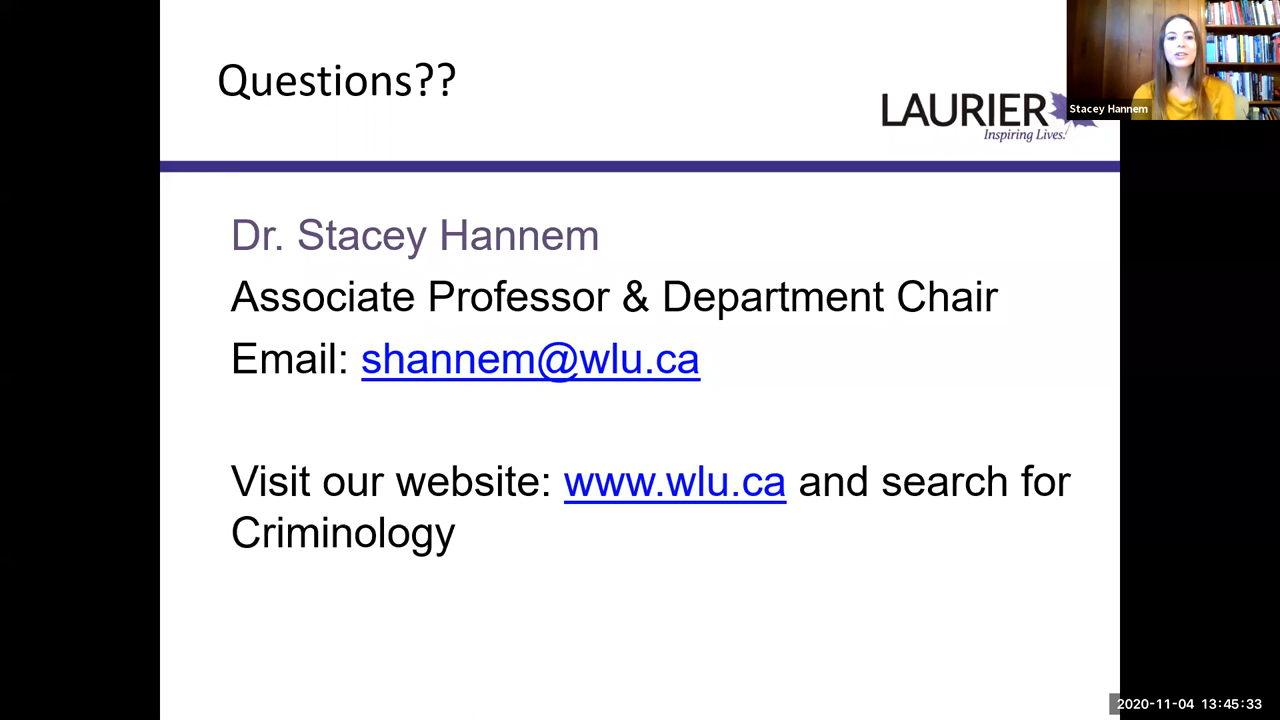 Questions??
LAURIER
Inspiring Lives.
Stacey Hannem
Dr. Stacey Hannem
Associate Professor & Department Chair
Email: shannem@wlu.ca
Visit our website: www.wlu.ca and search for
Criminology
2020-11-04 13:45:33